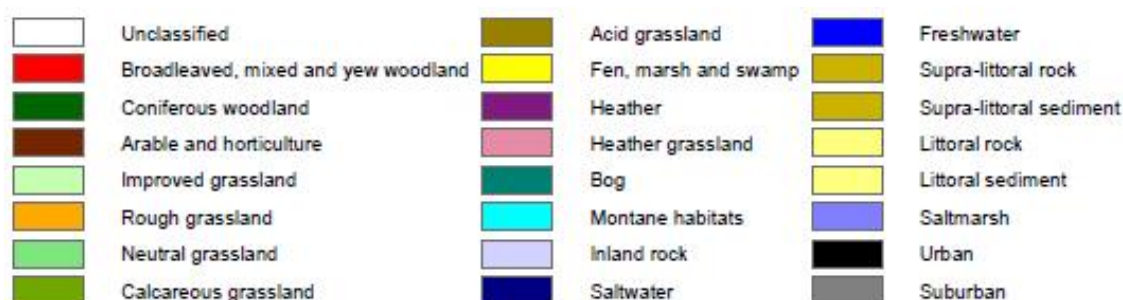 Unclassified
Broadleaved, mixed and yew woodland
Coniferous woodland
Arable and horticulture
Improved grassland
Rough grassland
Neutral grassland
Calcareous grassland
Acid grassland
Fen, marsh and swamp
Heather
Heather grassland
Bog
Montane habitats
Inland rock
Saltwater
Freshwater
Supra-littoral rock
Supra-littoral sediment
Littoral rock
Littoral sediment
Saltmarsh
Urban
Suburban